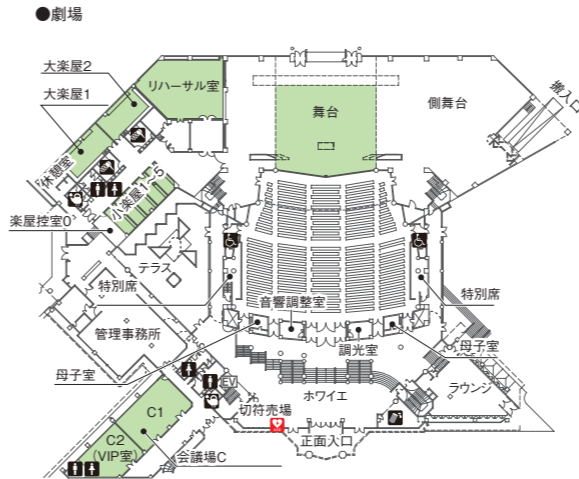 ●劇場
大楽屋2
大楽屋1
リハーサル室
舞台
側舞台
搬入口
休憩室
小楽屋1～5
楽屋控室0
テラス
特別席
特別席
音響調整室
管理事務所
調光室
母子室
母子室
EV
ホワイエ
ラウンジ
切符売場
正面入口
C1
C2
(VIP室)
会議場C